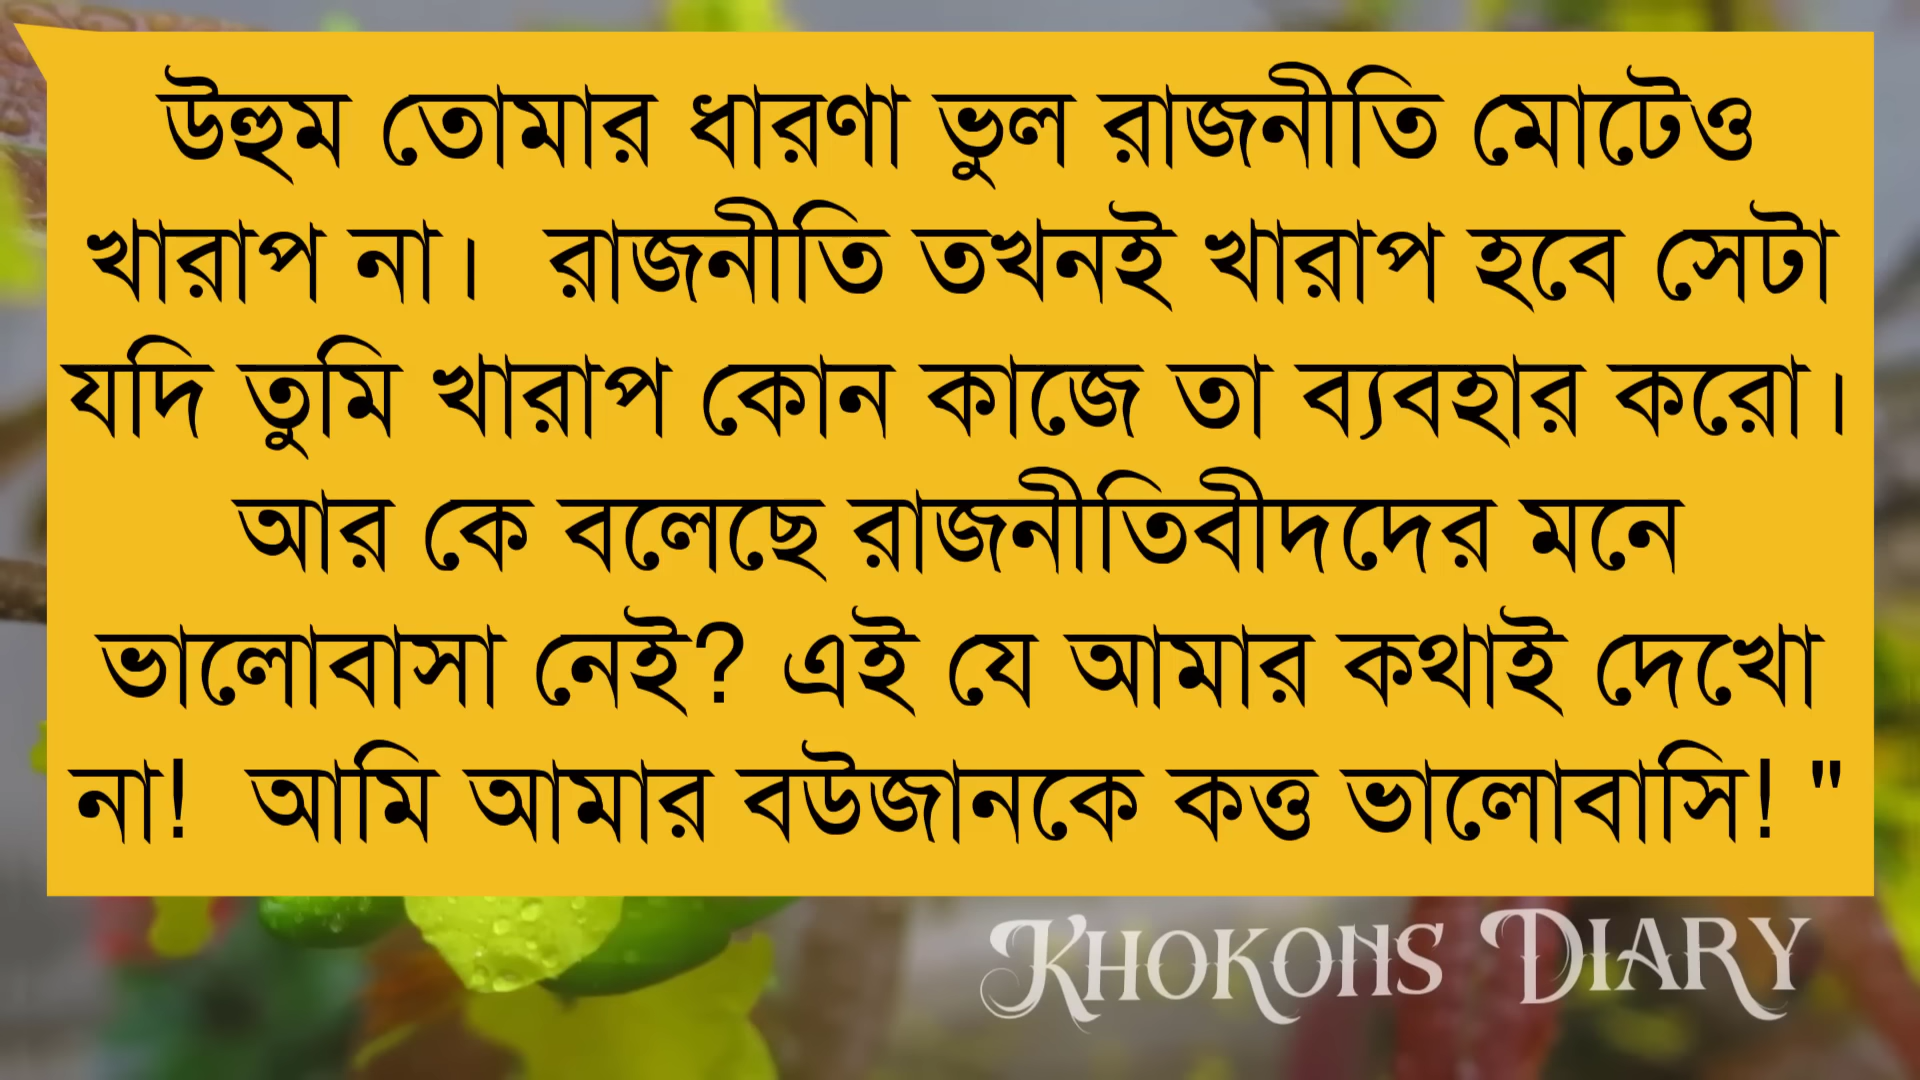 উহুম তোমার ধারণা ভুল রাজনীতি মোটেও
খারাপ না।  রাজনীতি তখনই খারাপ হবে সেটা
যদি তুমি খারাপ কোন কাজে তা ব্যবহার করো।
আর কে বলেছে রাজনীতিবীদদের মনে
ভালোবাসা নেই? এই যে আমার কথাই দেখো
না!  আমি আমার বউজানকে কত্ত ভালোবাসি! "
KHOKONS DIARY